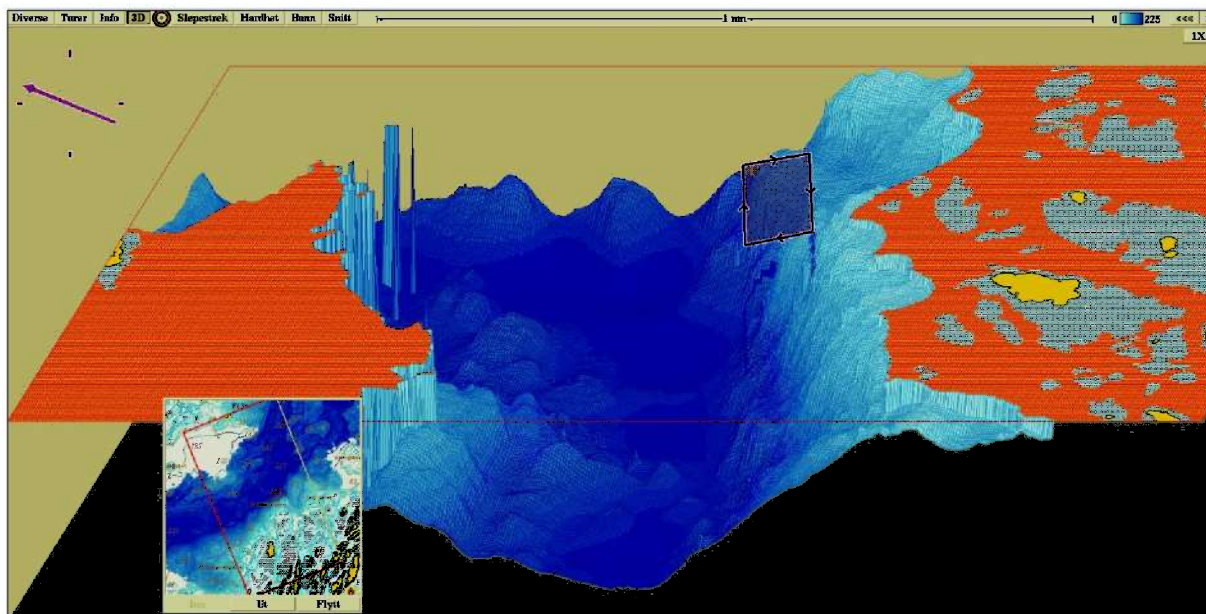 Diverse Turer Info 3D Slepestrek Hardhet Bunn Snitt 1 nm 0 225 <<<
1X
Ut Flytt